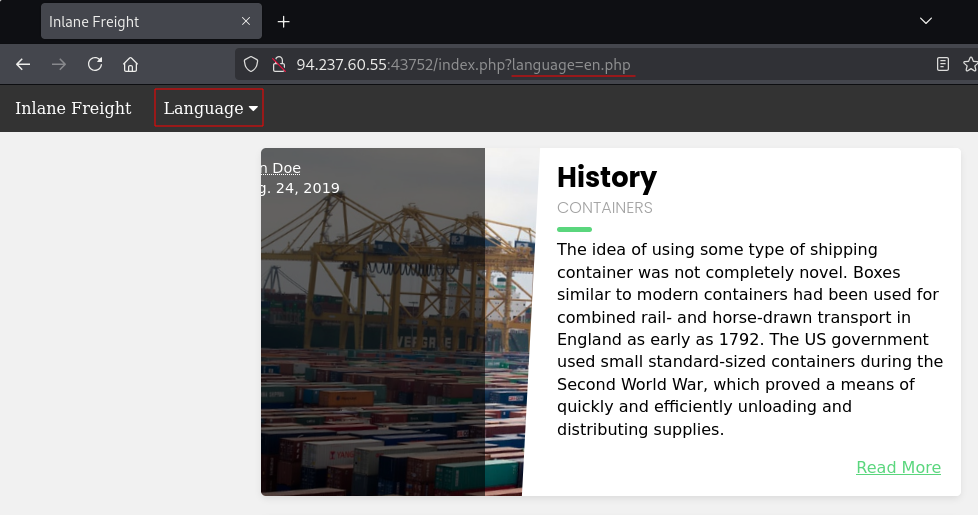 Inlane Freight
94.237.60.55:43752/index.php?language=en.php
Inlane Freight Language
n Doe
g. 24, 2019
History
CONTAINERS
The idea of using some type of shipping
container was not completely novel. Boxes
similar to modern containers had been used for
combined rail- and horse-drawn transport in
England as early as 1792. The US government
used small standard-sized containers during the
Second World War, which proved a means of
quickly and efficiently unloading and
distributing supplies.
Read More